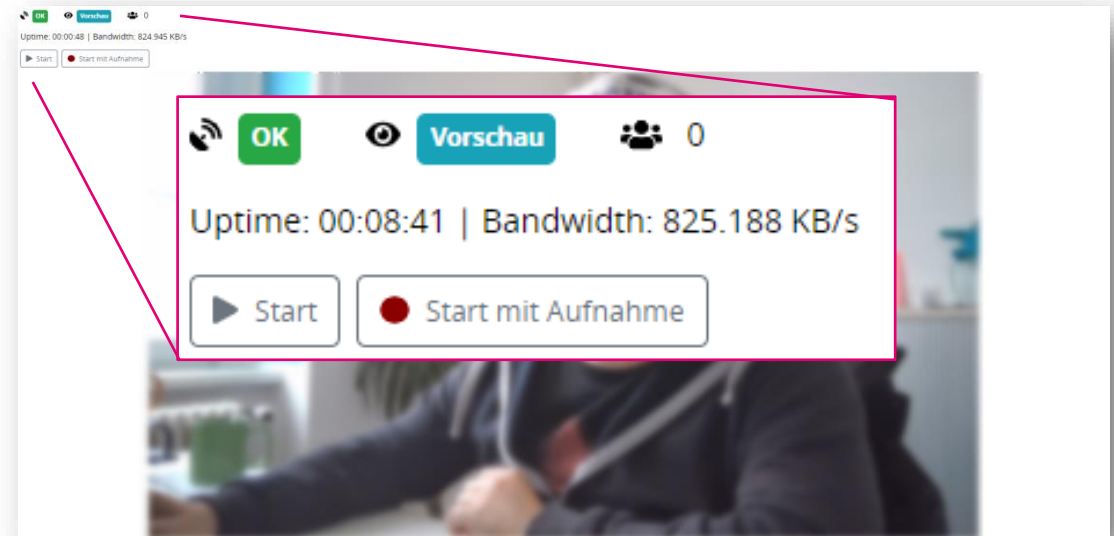 OK Vorschau 0
Uptime: 00:00:48 | Bandwidth: 824.945 KB/s
Start Start mit Aufnahme
OK Vorschau 0
Uptime: 00:08:41 | Bandwidth: 825.188 KB/s
Start Start mit Aufnahme